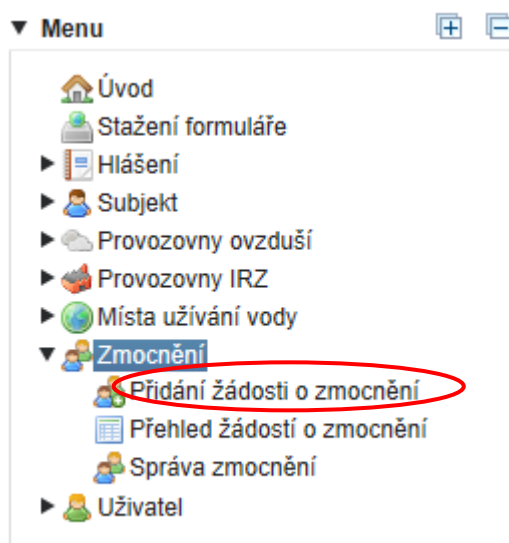 Menu
Úvod
Stažení formuláře
Hlášení
Subjekt
Provozovny ovzduší
Provozovny IRZ
Místa užívání vody
Zmocnění
Přidání žádosti o zmocnění
Přehled žádostí o zmocnění
Správa zmocnění
Uživatel